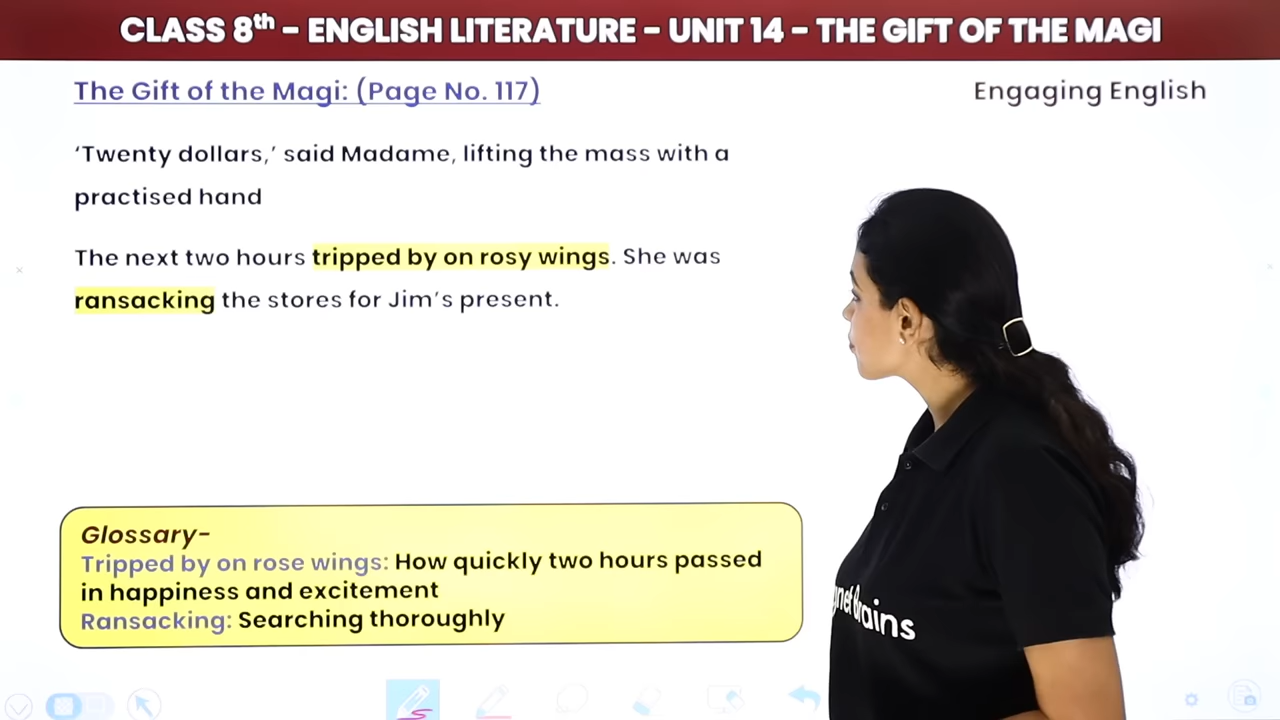 CLASS 8th – ENGLISH LITERATURE – UNIT 14 – THE GIFT OF THE MAGI
The Gift of the Magi: (Page No. 117)
Engaging English
‘Twenty dollars,’ said Madame, lifting the mass with a
practised hand
The next two hours tripped by on rosy wings. She was
ransacking the stores for Jim’s present.
Glossary-
Tripped by on rose wings: How quickly two hours passed
in happiness and excitement
Ransacking: Searching thoroughly